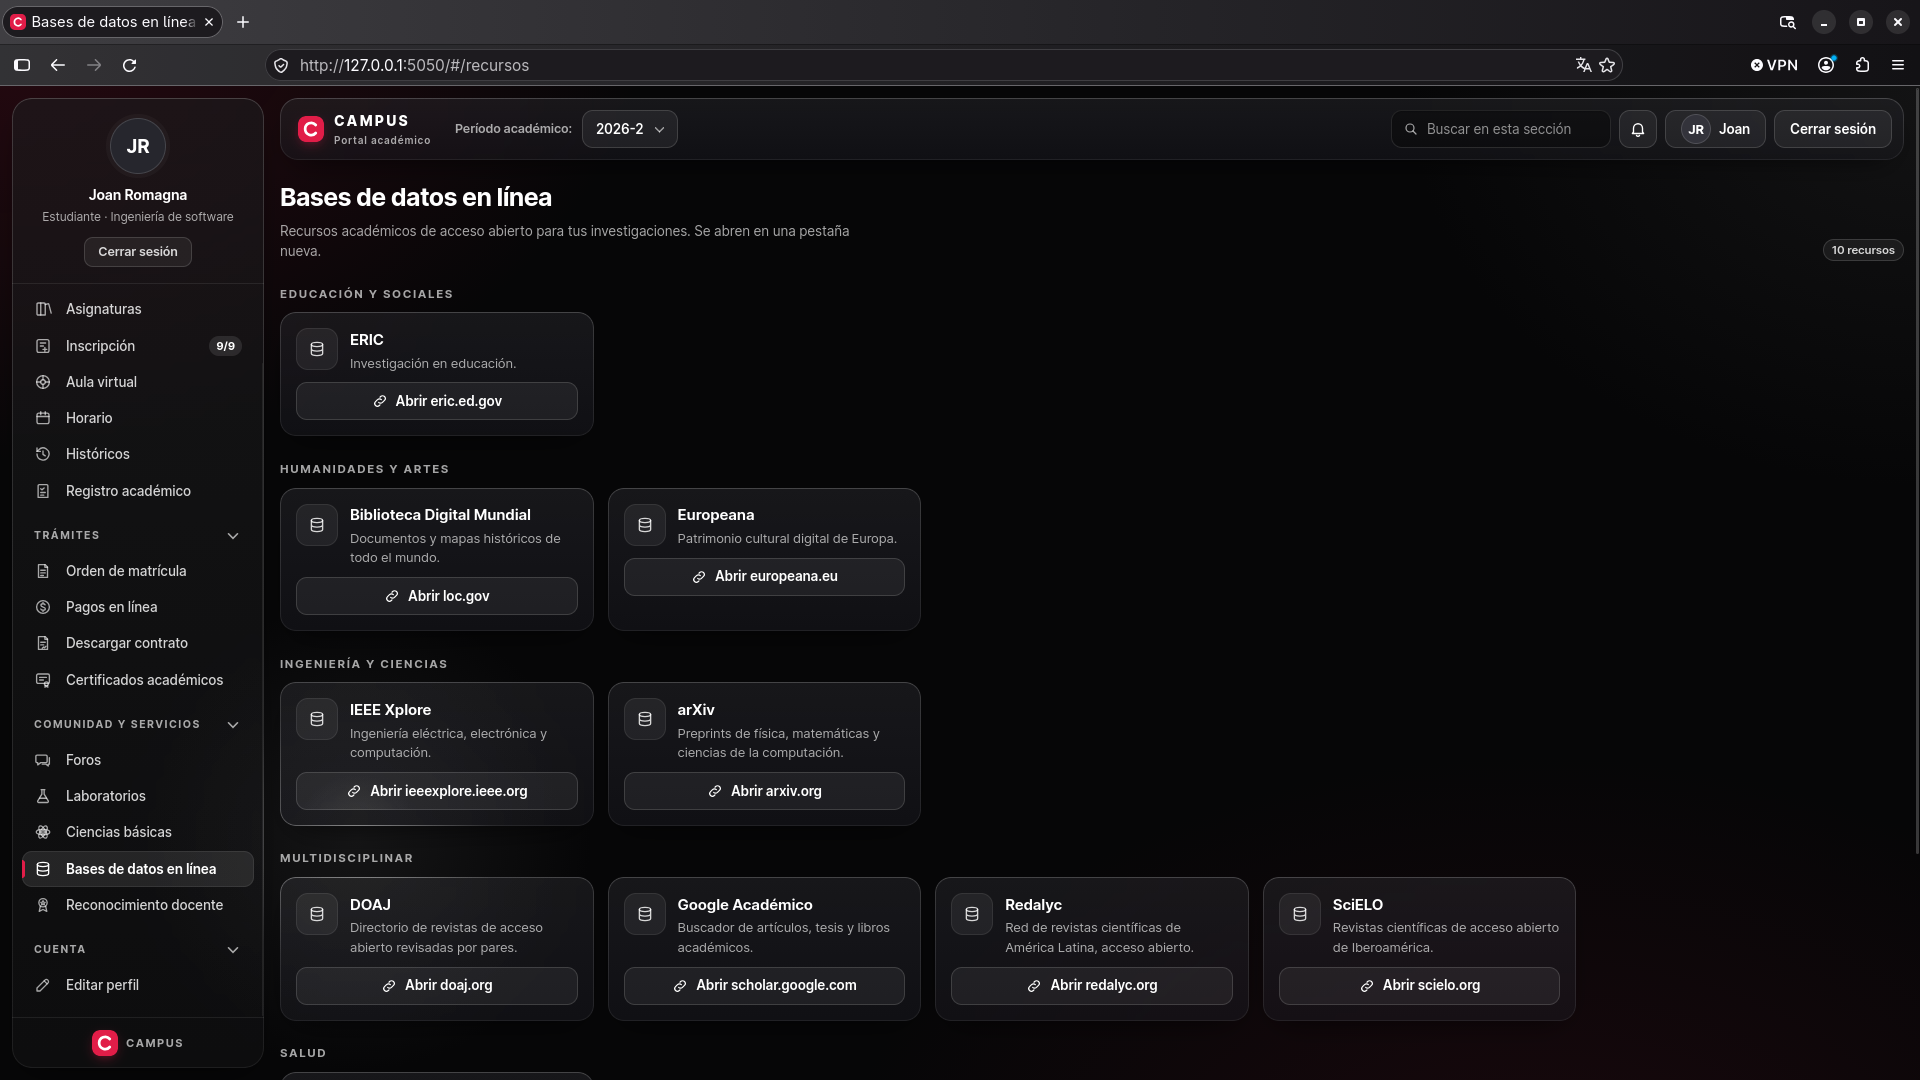 Bases de datos en línea
http://127.0.0.1:5050/#/recursos
VPN
JR
Joan Romagna
Estudiante · Ingeniería de software
Cerrar sesión
Asignaturas
Inscripción 9/9
Aula virtual
Horario
Históricos
Registro académico
TRÁMITES
Orden de matrícula
Pagos en línea
Descargar contrato
Certificados académicos
COMUNIDAD Y SERVICIOS
Foros
Laboratorios
Ciencias básicas
Bases de datos en línea
Reconocimiento docente
CUENTA
Editar perfil
C CAMPUS
C CAMPUS
Portal académico
Período académico: 2026-2
Buscar en esta sección
JR Joan
Cerrar sesión
Bases de datos en línea
Recursos académicos de acceso abierto para tus investigaciones. Se abren en una pestaña
nueva.
10 recursos
EDUCACIÓN Y SOCIALES
ERIC
Investigación en educación.
Abrir eric.ed.gov
HUMANIDADES Y ARTES
Biblioteca Digital Mundial
Documentos y mapas históricos de
todo el mundo.
Abrir loc.gov
Europeana
Patrimonio cultural digital de Europa.
Abrir europeana.eu
INGENIERÍA Y CIENCIAS
IEEE Xplore
Ingeniería eléctrica, electrónica y
computación.
Abrir ieeexplore.ieee.org
arXiv
Preprints de física, matemáticas y
ciencias de la computación.
Abrir arxiv.org
MULTIDISCIPLINAR
DOAJ
Directorio de revistas de acceso
abierto revisadas por pares.
Abrir doaj.org
Google Académico
Buscador de artículos, tesis y libros
académicos.
Abrir scholar.google.com
Redalyc
Red de revistas científicas de
América Latina, acceso abierto.
Abrir redalyc.org
SciELO
Revistas científicas de acceso abierto
de Iberoamérica.
Abrir scielo.org
SALUD